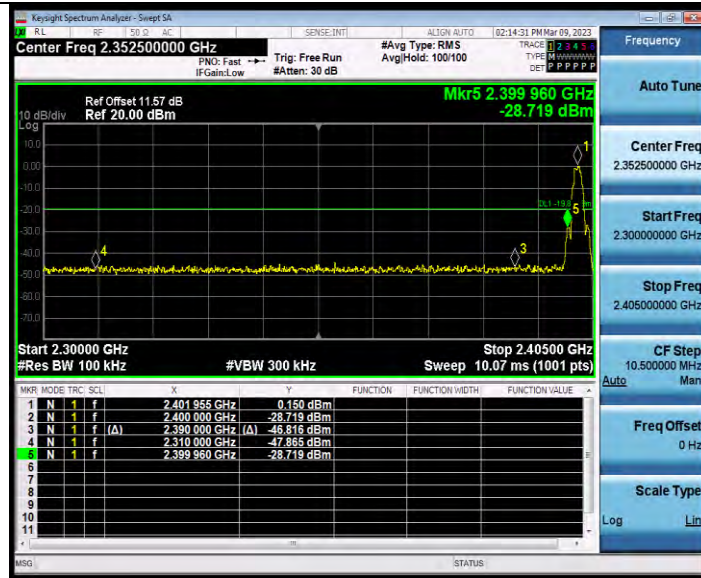 Keysight Spectrum Analyzer - Swept SA
RL RF 50 Ω AC SENSE:INT ALIGN AUTO 02:14:31 PM Mar 09, 2023
Center Freq 2.352500000 GHz
PNO: Fast
IFGain:Low
Trig: Free Run
#Atten: 30 dB
#Avg Type: RMS
Avg|Hold: 100/100
TRACE 1 2 3 4 5 6
TYPE M WWWWW
DET P P P P P P
Ref Offset 11.57 dB
10 dB/div Ref 20.00 dBm
Log
Mkr5 2.399 960 GHz
-28.719 dBm
10.0
0.00
-10.0
-20.0
-30.0
-40.0
-50.0
-60.0
-70.0
1
5
3
4
Start 2.30000 GHz Stop 2.40500 GHz
#Res BW 100 kHz #VBW 300 kHz Sweep 10.07 ms (1001 pts)
MKR MODE TRC SCL X Y FUNCTION FUNCTION WIDTH FUNCTION VALUE
1 N 1 f 2.401 955 GHz 0.150 dBm
2 N 1 f 2.400 000 GHz -28.719 dBm
3 N 1 f (Δ) 2.390 000 GHz (Δ) -46.816 dBm
4 N 1 f 2.310 000 GHz -47.865 dBm
5 N 1 f 2.399 960 GHz -28.719 dBm
6
7
8
9
10
11
MSG STATUS
Frequency
Auto Tune
Center Freq
2.352500000 GHz
Start Freq
2.300000000 GHz
Stop Freq
2.405000000 GHz
CF Step
10.500000 MHz
Auto Man
Freq Offset
0 Hz
Scale Type
Log Lin